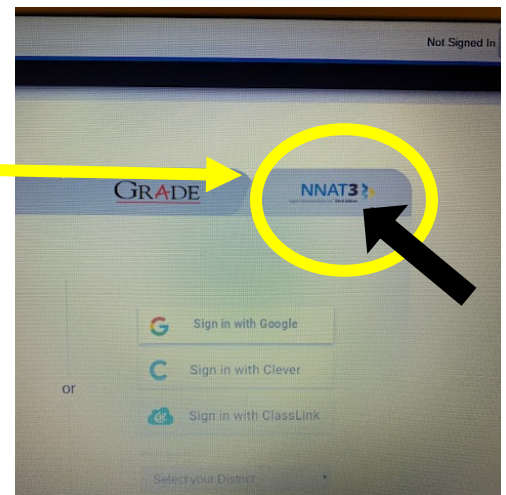 Not Signed In
GRADE
NNAT3
Sign in with Google
Sign in with Clever
or
Sign in with ClassLink
Select your District